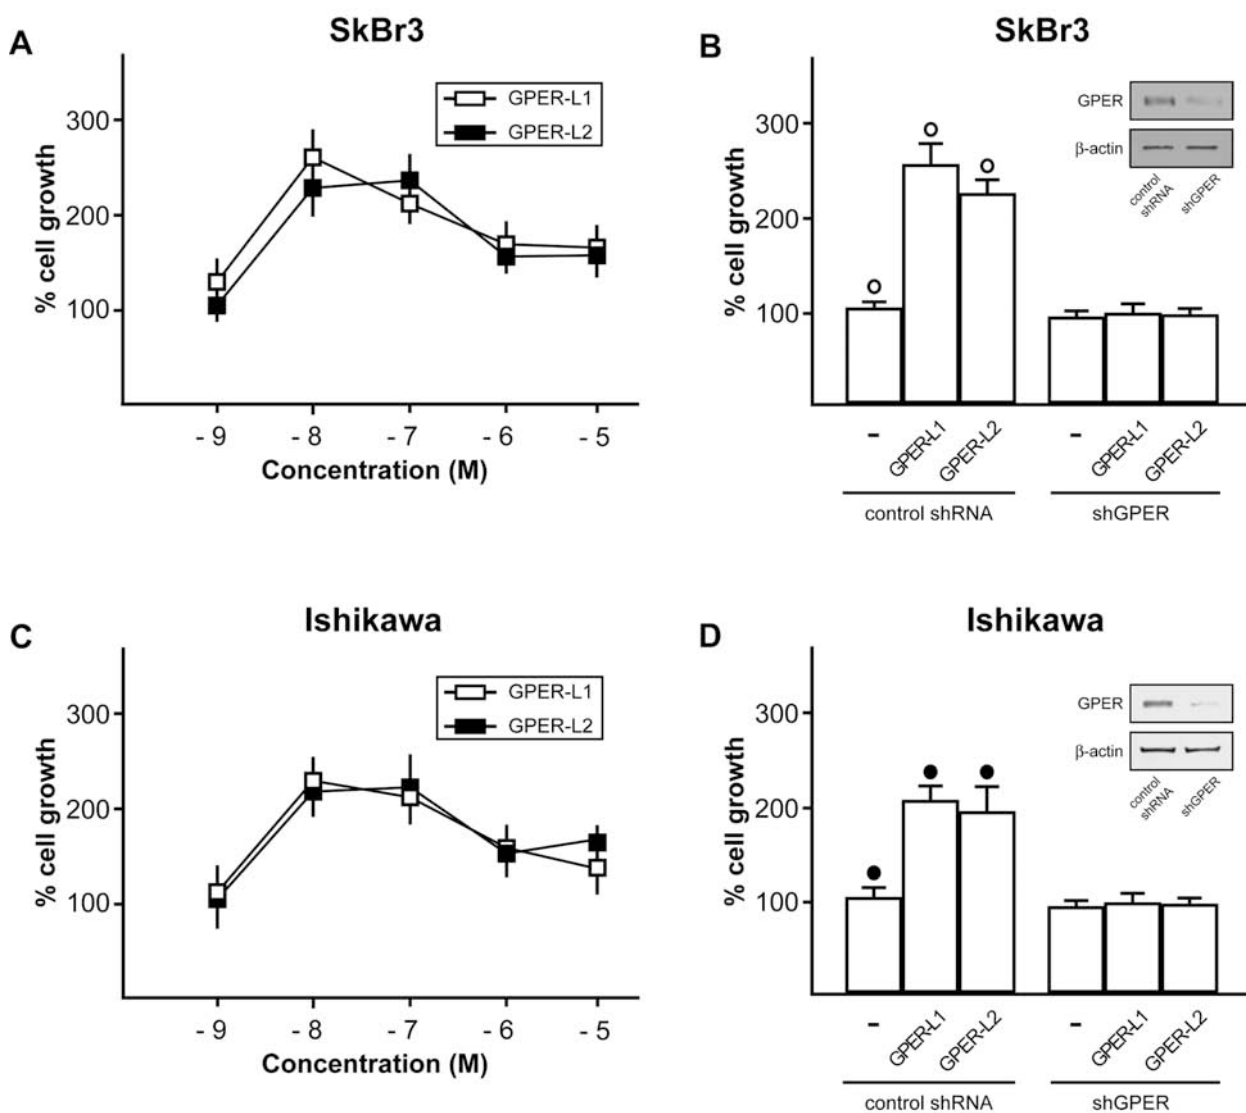 A
SkBr3
GPER-L1
GPER-L2
% cell growth
300
200
100
- 9
- 8
- 7
- 6
- 5
Concentration (M)
B
SkBr3
GPER
β-actin
control
shRNA
shGPER
% cell growth
300
200
100
-
GPER-L1
GPER-L2
-
GPER-L1
GPER-L2
control shRNA
shGPER
C
Ishikawa
GPER-L1
GPER-L2
% cell growth
300
200
100
- 9
- 8
- 7
- 6
- 5
Concentration (M)
D
Ishikawa
GPER
β-actin
control
shRNA
shGPER
% cell growth
300
200
100
-
GPER-L1
GPER-L2
-
GPER-L1
GPER-L2
control shRNA
shGPER